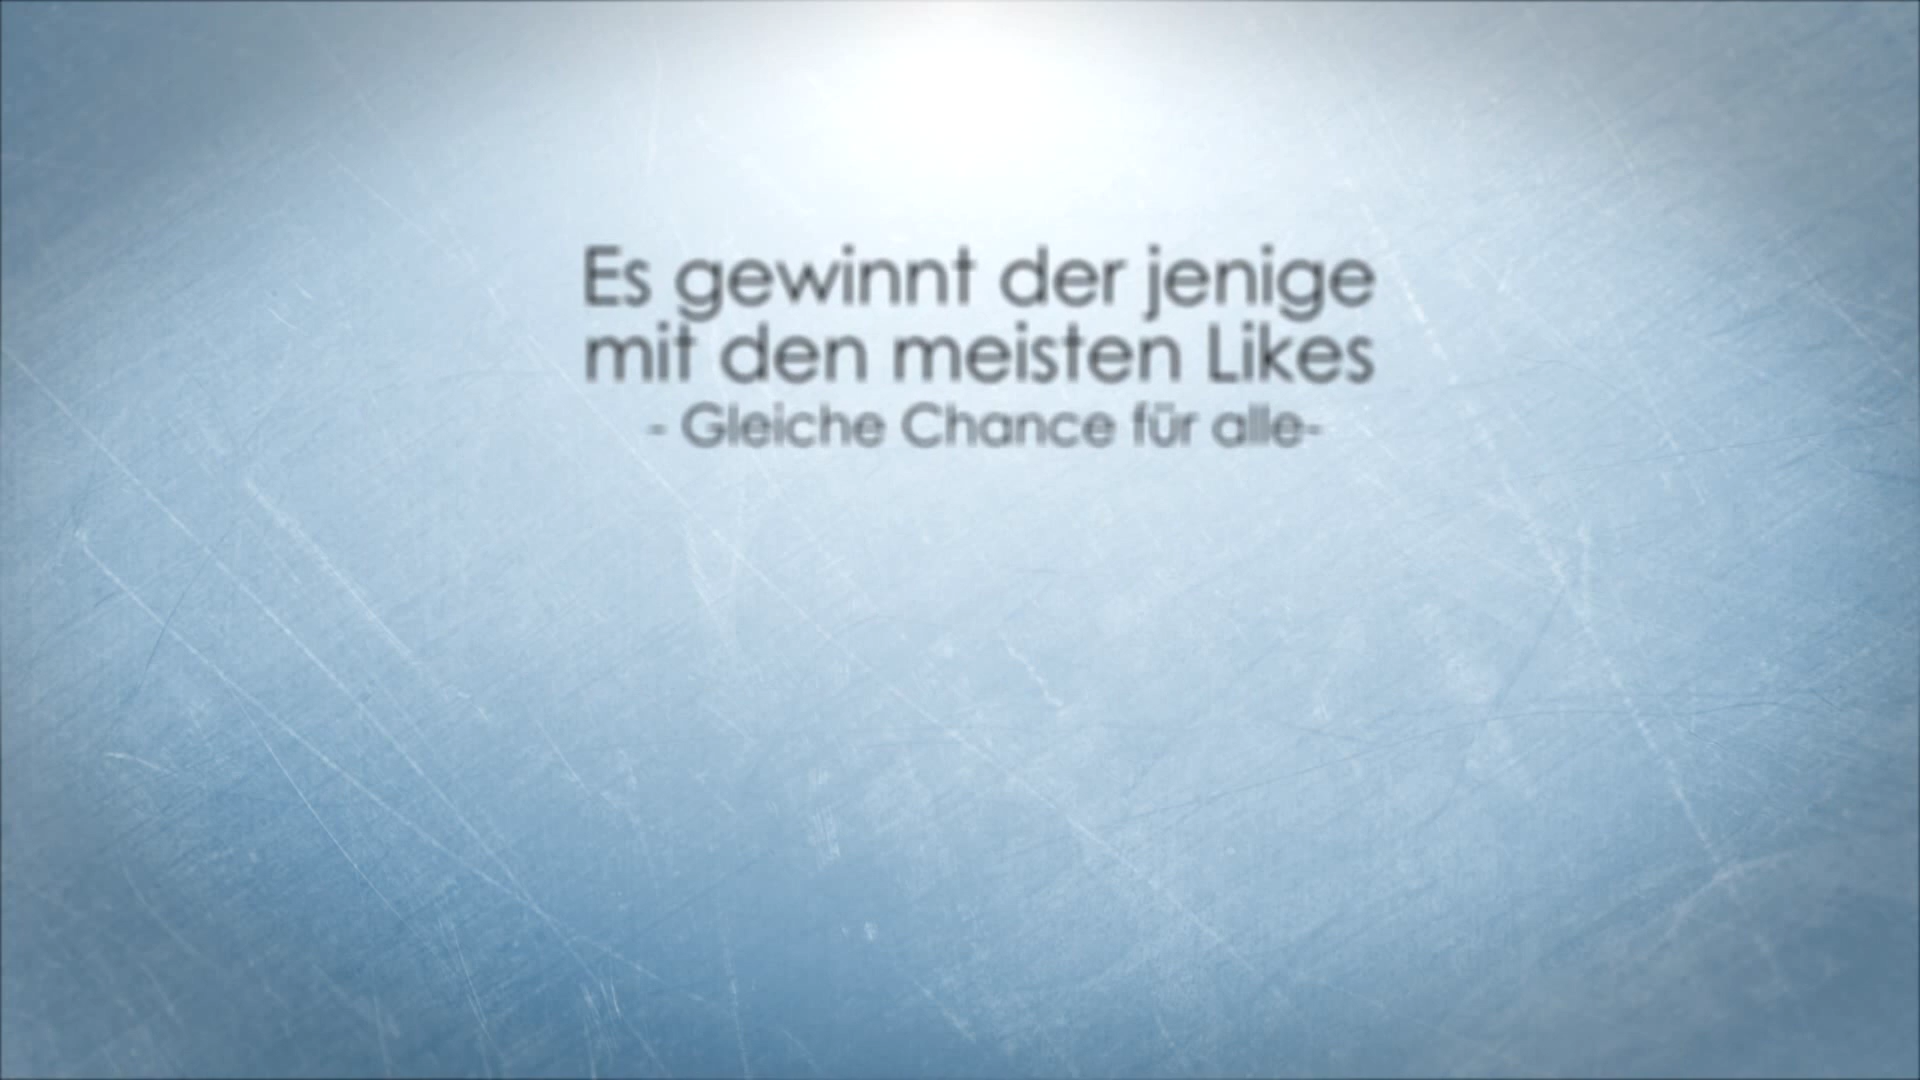 Es gewinnt der jenige
mit den meisten Likes
- Gleiche Chance für alle-